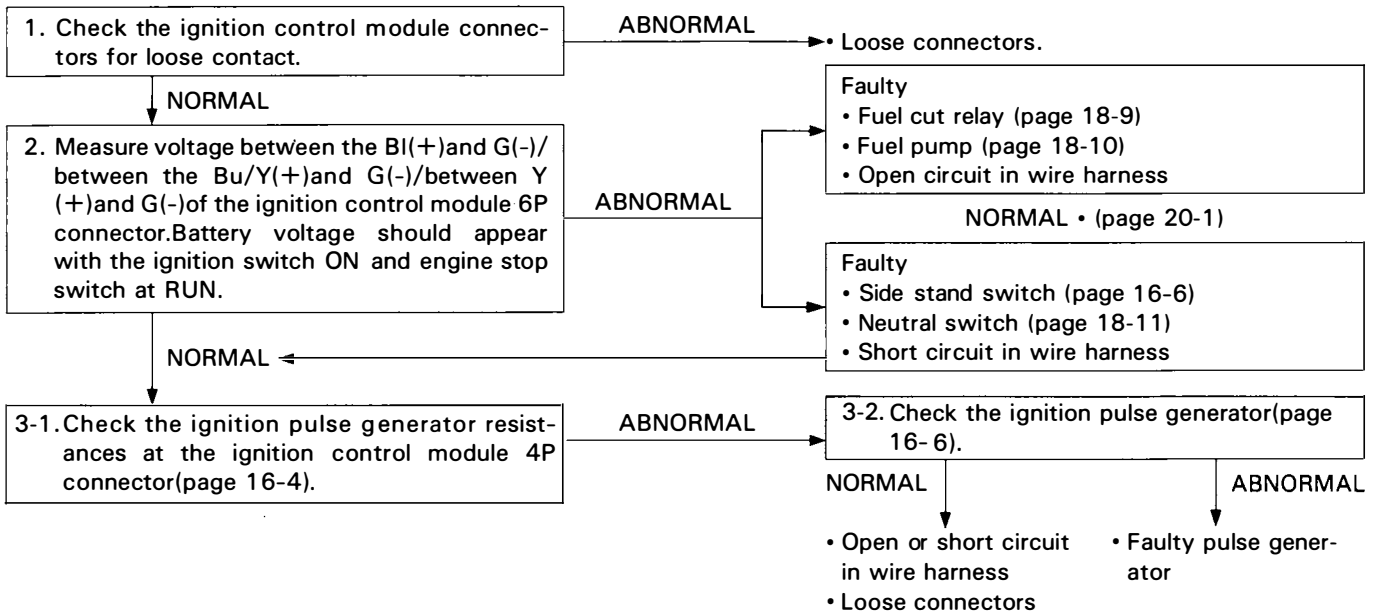 1. Check the ignition control module connec-
tors for loose contact.
ABNORMAL
• Loose connectors.
NORMAL
2. Measure voltage between the Bl(+)and G(-)/
between the Bu/Y(+)and G(-)/between Y
(+)and G(-)of the ignition control module 6P
connector.Battery voltage should appear
with the ignition switch ON and engine stop
switch at RUN.
ABNORMAL
Faulty
• Fuel cut relay (page 18-9)
• Fuel pump (page 18-10)
• Open circuit in wire harness
NORMAL • (page 20-1)
Faulty
• Side stand switch (page 16-6)
• Neutral switch (page 18-11)
• Short circuit in wire harness
NORMAL
3-1.Check the ignition pulse generator resist-
ances at the ignition control module 4P
connector(page 16-4).
ABNORMAL
3-2. Check the ignition pulse generator(page
16-6).
NORMAL
ABNORMAL
• Open or short circuit
in wire harness
• Loose connectors
• Faulty pulse gener-
ator